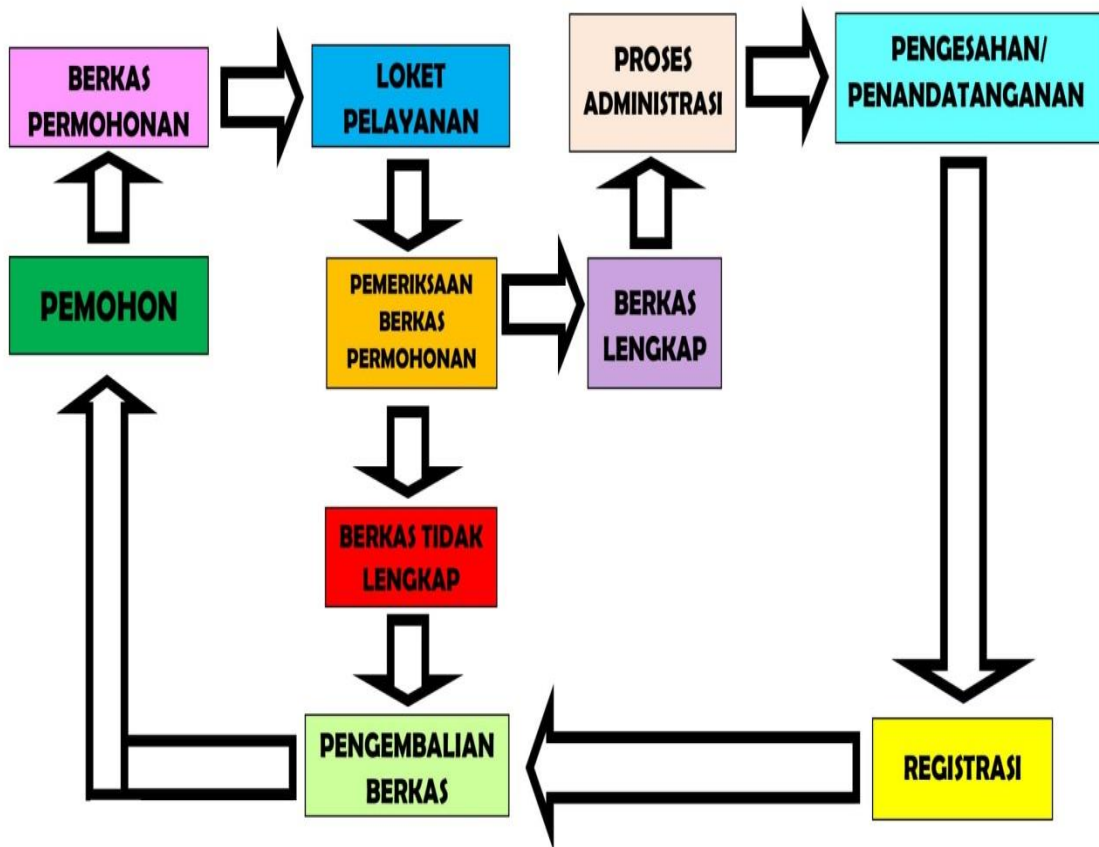 BERKAS
PERMOHONAN
LOKET
PELAYANAN
PROSES
ADMINISTRASI
PENGESAHAN/
PENANDATANGANAN
PEMOHON
PEMERIKSAAN
BERKAS
PERMOHONAN
BERKAS
LENGKAP
BERKAS TIDAK
LENGKAP
PENGEMBALIAN
BERKAS
REGISTRASI